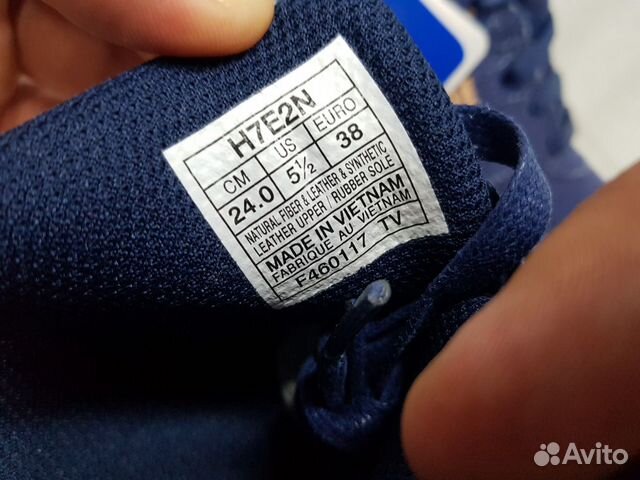 H7E2N
CM US EURO
24.0 5½ 38
NATURAL FIBER & LEATHER & SYNTHETIC
LEATHER UPPER / RUBBER SOLE
MADE IN VIETNAM
FABRIQUE AU VIETNAM
F460117 TV
Avito